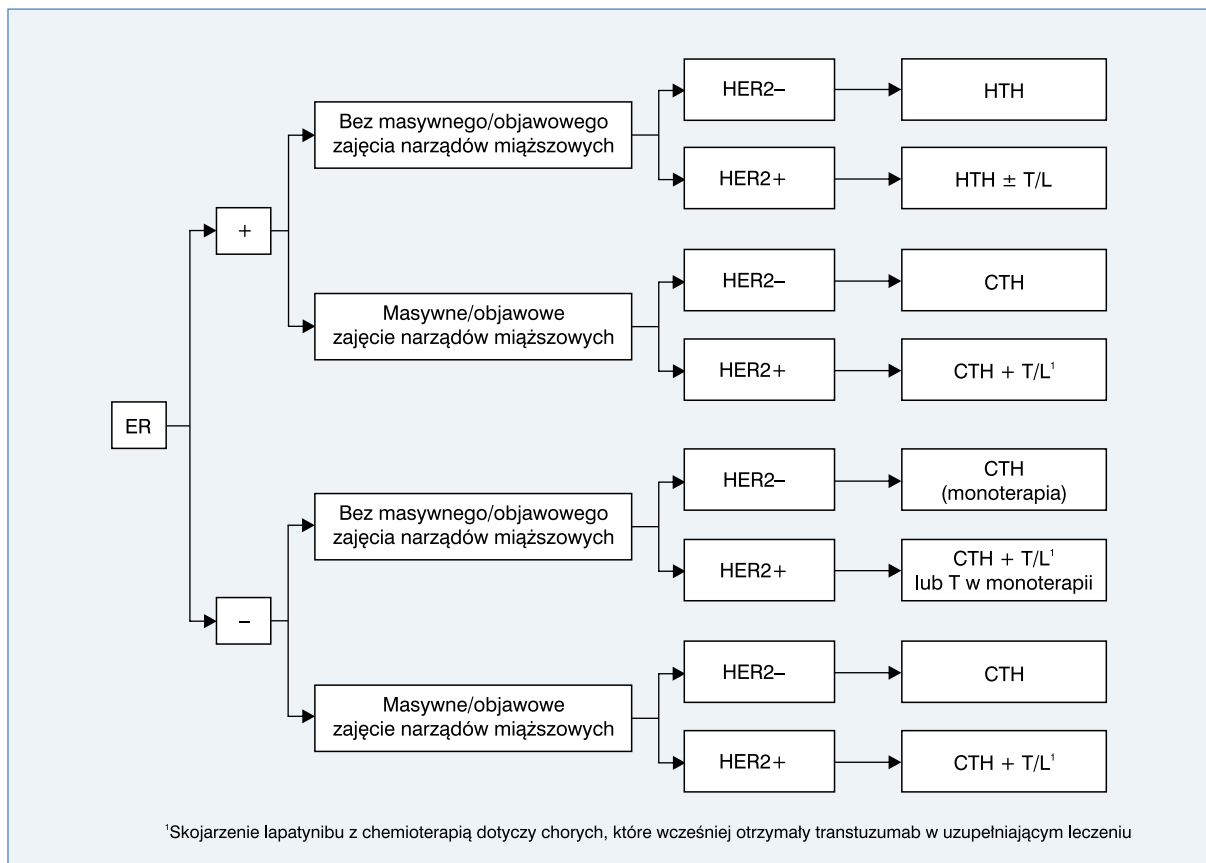 ER
+
Bez masywnego/objawowego
zajęcia narządów miąższowych
HER2–
HTH
HER2+
HTH ± T/L
Masywne/objawowe
zajęcie narządów miąższowych
HER2–
CTH
HER2+
CTH + T/L¹
–
Bez masywnego/objawowego
zajęcia narządów miąższowych
HER2–
CTH
(monoterapia)
HER2+
CTH + T/L¹
lub T w monoterapii
Masywne/objawowe
zajęcie narządów miąższowych
HER2–
CTH
HER2+
CTH + T/L¹
¹Skojarzenie lapatynibu z chemioterapią dotyczy chorych, które wcześniej otrzymały transtuzumab w uzupełniającym leczeniu